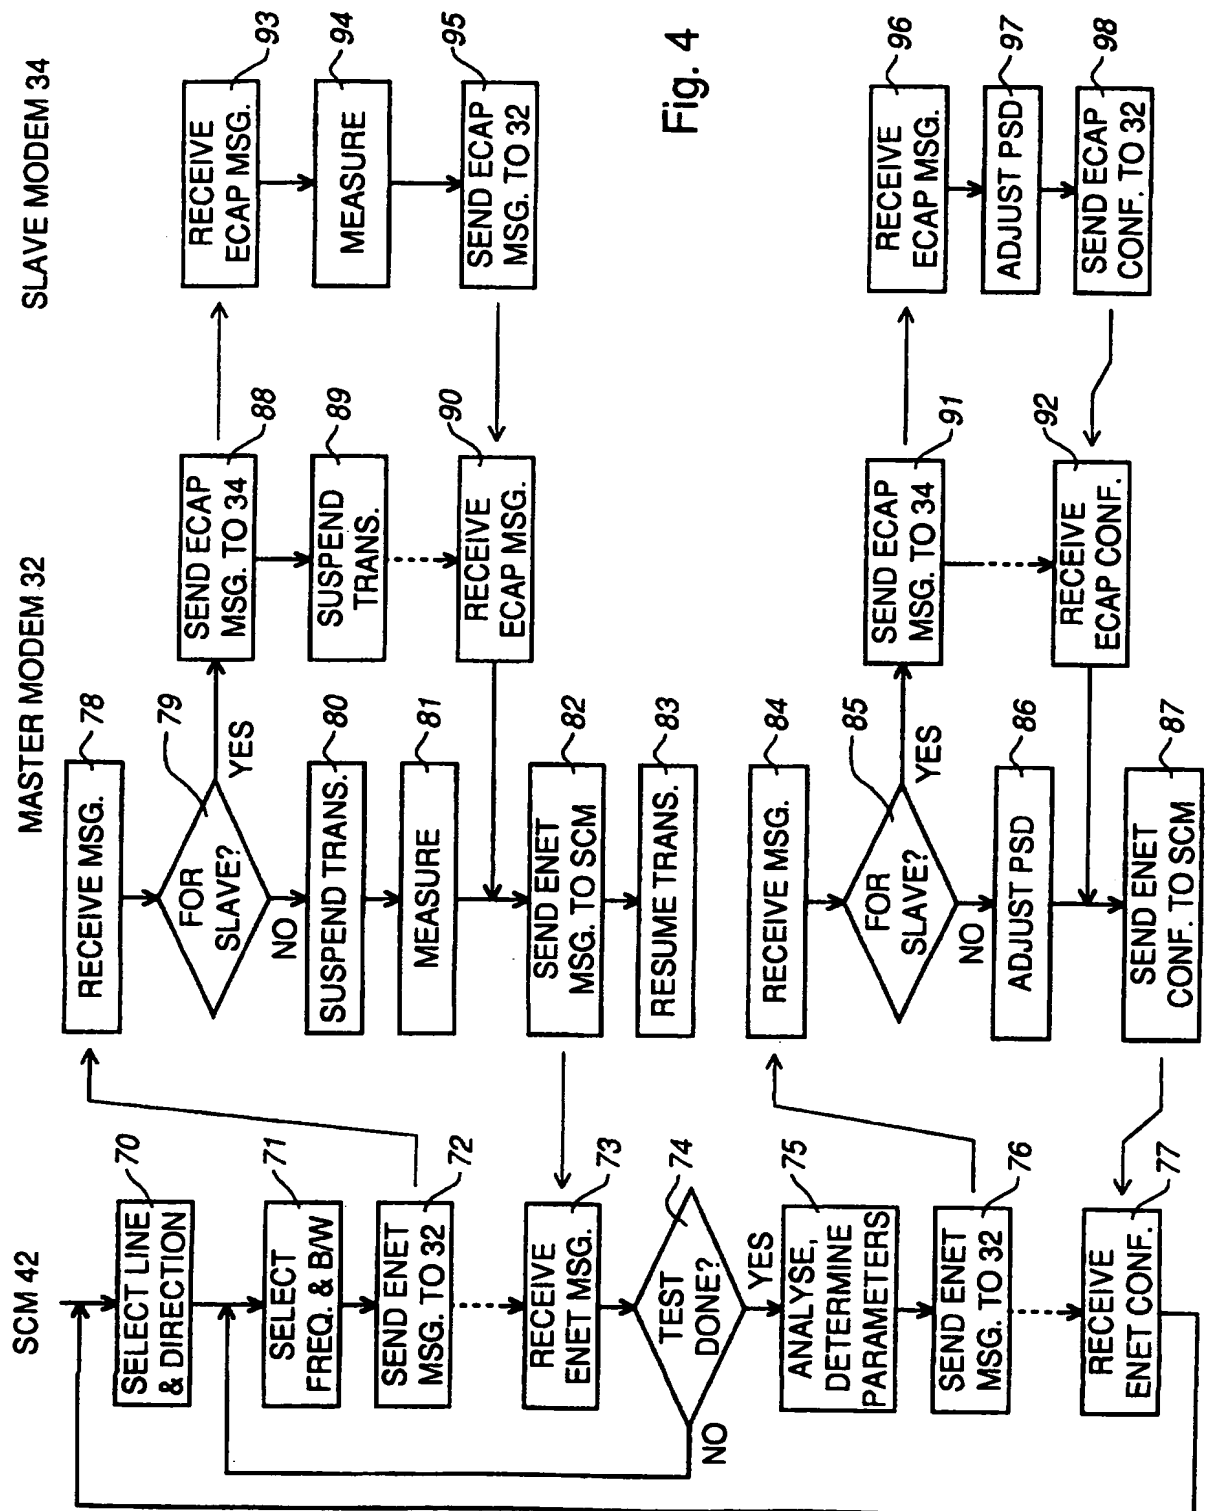 SCM 42
SELECT LINE
& DIRECTION
70
SELECT
FREQ. & B/W
71
SEND ENET
MSG. TO 32
72
RECEIVE
ENET MSG.
73
TEST
DONE?
74
NO
YES
ANALYSE,
DETERMINE
PARAMETERS
75
SEND ENET
MSG. TO 32
76
RECEIVE
ENET CONF.
77
MASTER MODEM 32
RECEIVE MSG.
78
FOR
SLAVE?
79
YES
NO
SUSPEND TRANS.
80
MEASURE
81
SEND ENET
MSG. TO SCM
82
RESUME TRANS.
83
RECEIVE MSG.
84
FOR
SLAVE?
85
YES
NO
ADJUST PSD
86
SEND ENET
CONF. TO SCM
87
SEND ECAP
MSG. TO 34
88
SUSPEND
TRANS.
89
RECEIVE
ECAP MSG.
90
SEND ECAP
MSG. TO 34
91
RECEIVE
ECAP CONF.
92
SLAVE MODEM 34
RECEIVE
ECAP MSG.
93
MEASURE
94
SEND ECAP
MSG. TO 32
95
RECEIVE
ECAP MSG.
96
ADJUST PSD
97
SEND ECAP
CONF. TO 32
98
Fig. 4